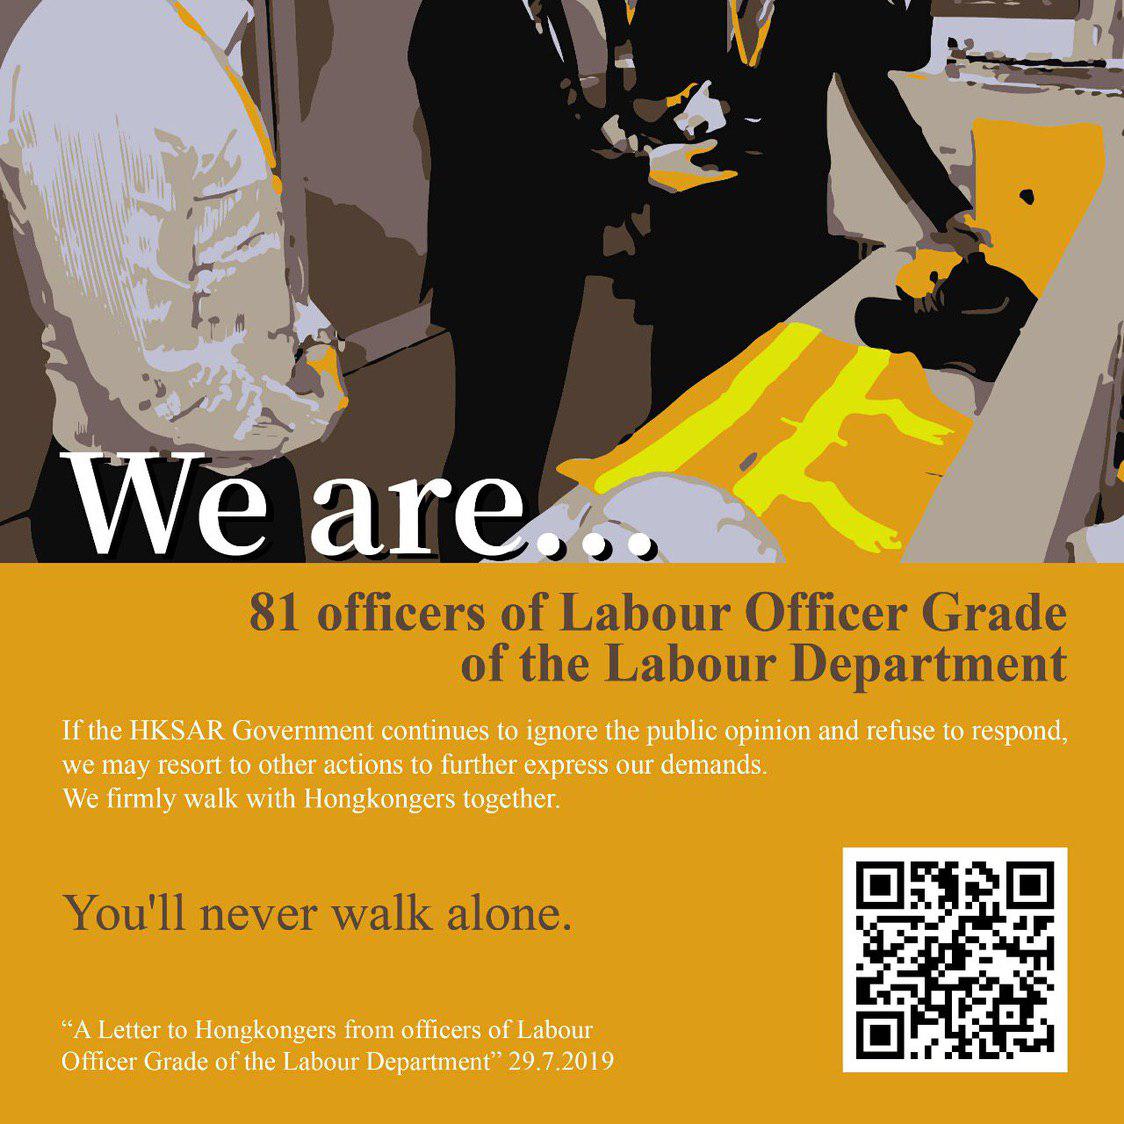 We are...
81 officers of Labour Officer Grade
of the Labour Department
If the HKSAR Government continues to ignore the public opinion and refuse to respond,
we may resort to other actions to further express our demands.
We firmly walk with Hongkongers together.
You'll never walk alone.
“A Letter to Hongkongers from officers of Labour
Officer Grade of the Labour Department” 29.7.2019